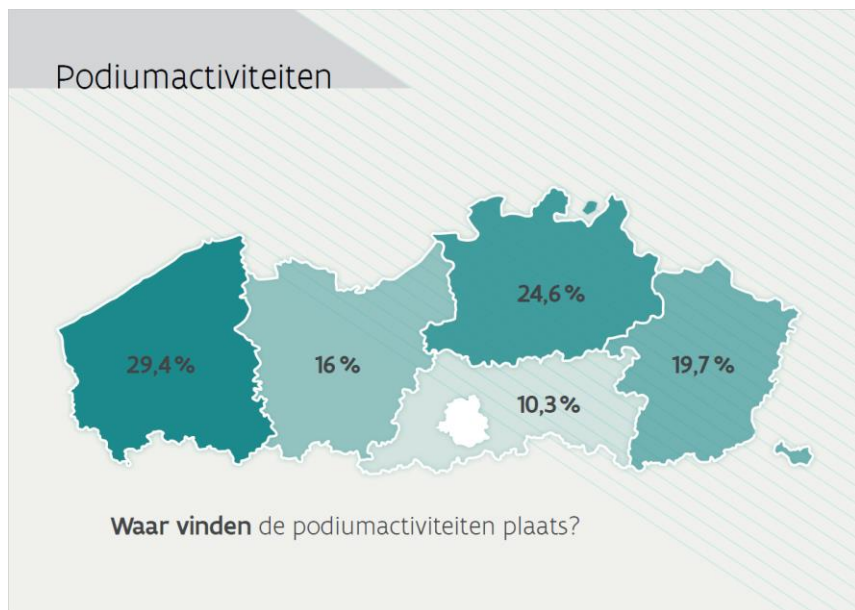 Podiumactiviteiten
24,6 %
29,4 %
16 %
19,7 %
10,3 %
Waar vinden de podiumactiviteiten plaats?